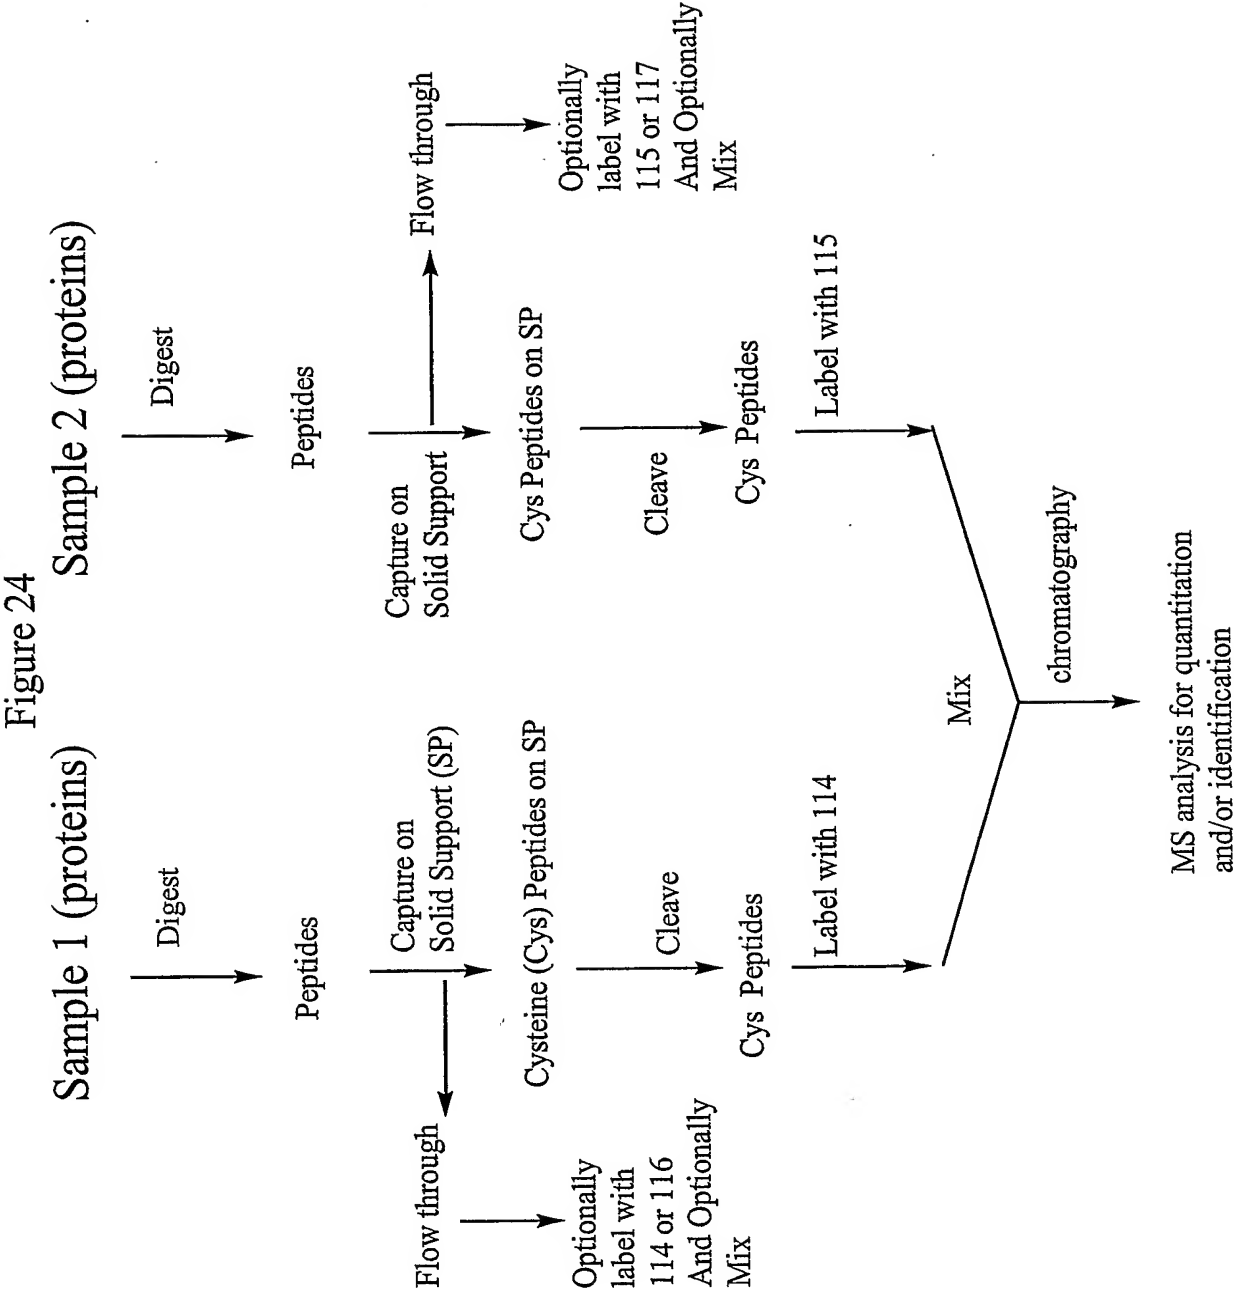 Figure 24
Sample 1 (proteins)
Digest
Peptides
Capture on
Solid Support (SP)
Flow through
Optionally
label with
114 or 116
And Optionally
Mix
Cysteine (Cys) Peptides on SP
Cleave
Cys Peptides
Label with 114
Sample 2 (proteins)
Digest
Peptides
Capture on
Solid Support
Flow through
Optionally
label with
115 or 117
And Optionally
Mix
Cys Peptides on SP
Cleave
Cys Peptides
Label with 115
Mix
chromatography
MS analysis for quantitation
and/or identification